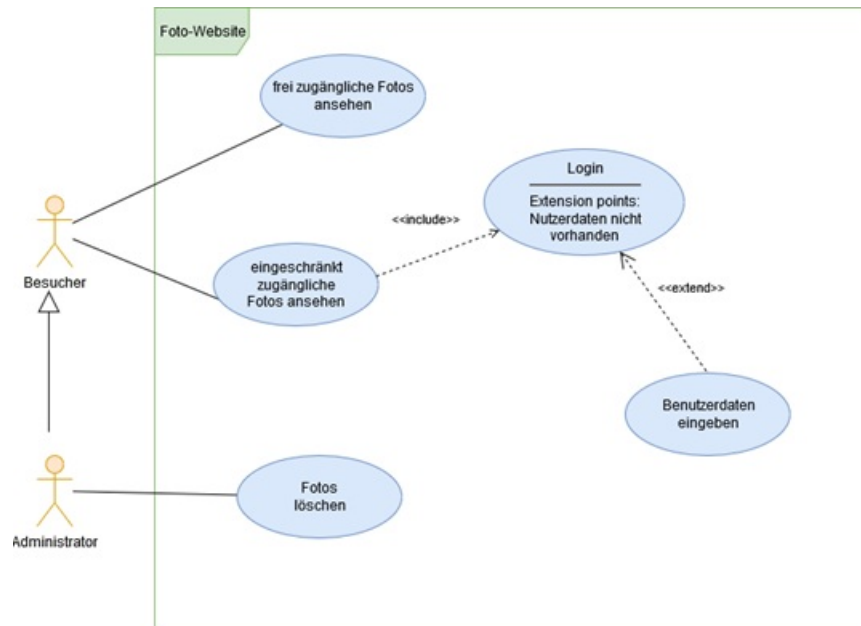 Foto-Website
frei zugängliche Fotos
ansehen
Login
Extension points:
Nutzerdaten nicht
vorhanden
<<include>>
Besucher
eingeschränkt
zugängliche
Fotos ansehen
<<extend>>
Benutzerdaten
eingeben
Fotos
löschen
Administrator